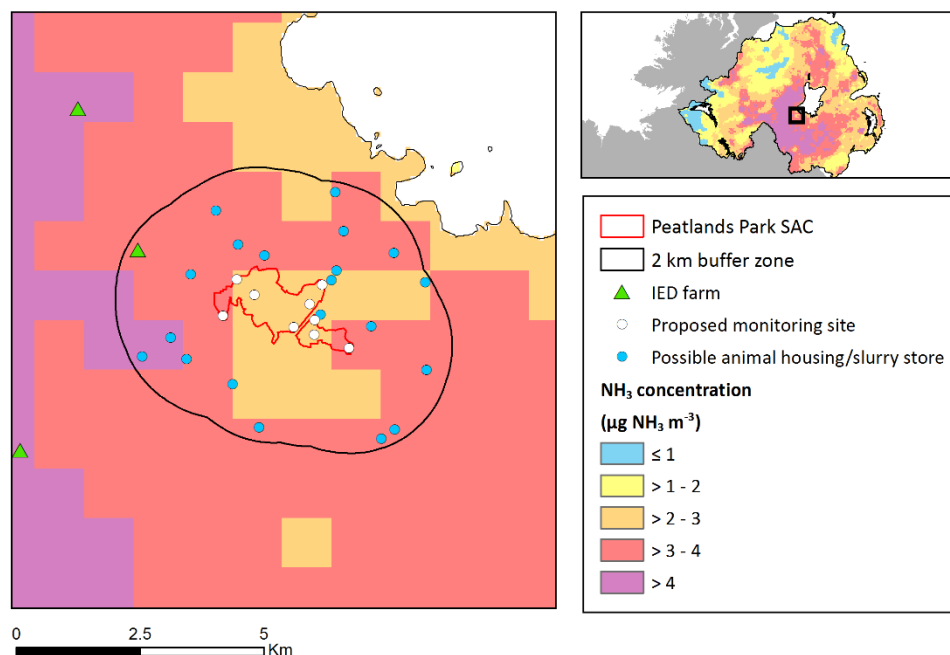 Peatlands Park SAC
2 km buffer zone
IED farm
Proposed monitoring site
Possible animal housing/slurry store
NH₃ concentration
(µg NH₃ m⁻³)
≤ 1
> 1 - 2
> 2 - 3
> 3 - 4
> 4
0 2.5 5
Km